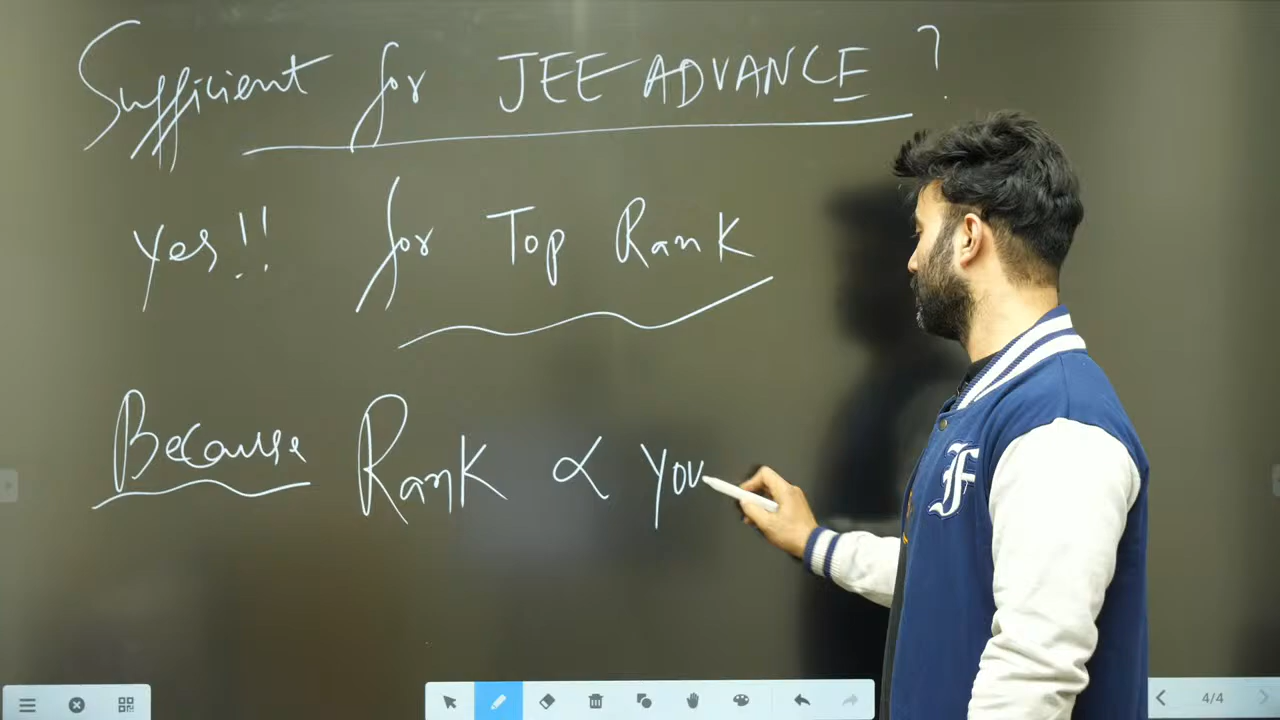 Sufficient for JEE ADVANCE ?
Yes!! for Top Rank
Because Rank ∝ You
F
4/4